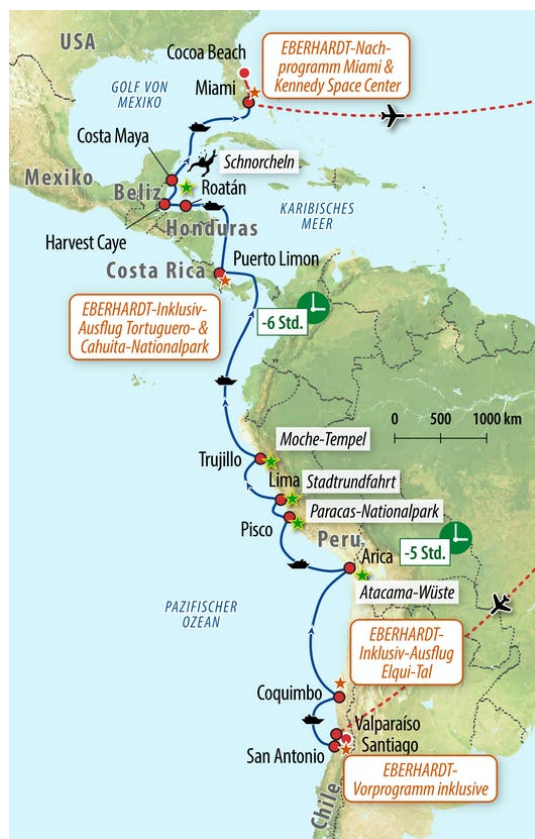 USA
Cocoa Beach
EBERHARDT-Nach-
programm Miami &
Kennedy Space Center
GOLF VON
MEXIKO
Miami
Costa Maya
Schnorcheln
Mexiko
Beliz
Roatán
KARIBISCHES
MEER
Harvest Caye
Honduras
Puerto Limon
Costa Rica
EBERHARDT-Inklusiv-
Ausflug Tortuguero- &
Cahuita-Nationalpark
-6 Std.
0 500 1000 km
Moche-Tempel
Trujillo
Lima
Stadtrundfahrt
Paracas-Nationalpark
Pisco
Peru
-5 Std.
Arica
Atacama-Wüste
PAZIFISCHER
OZEAN
EBERHARDT-
Inklusiv-Ausflug
Elqui-Tal
Coquimbo
Valparaíso
San Antonio
Santiago
EBERHARDT-
Vorprogramm inklusive
Chile